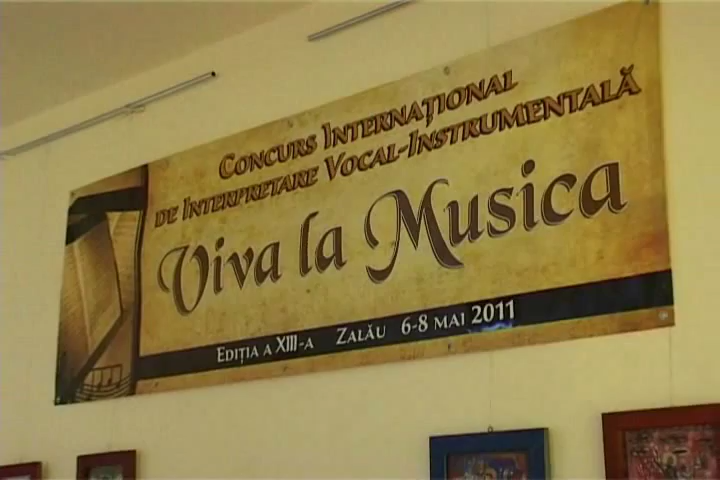 CONCURS INTERNAȚIONAL
DE INTERPRETARE VOCAL-INSTRUMENTALĂ
Viva la Musica
EDIȚIA A XIII-A ZALĂU 6-8 MAI 2011